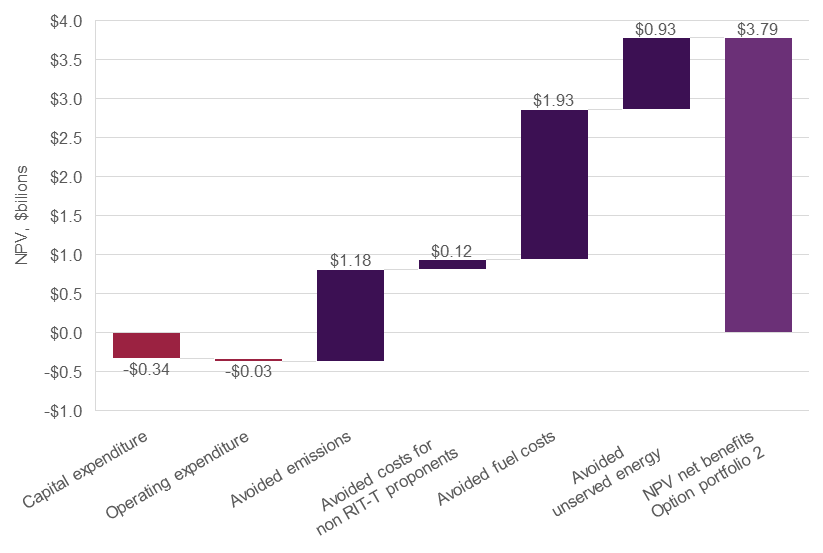 $4.0
$3.5
$3.0
$2.5
$2.0
$1.5
$1.0
$0.5
$0.0
-$0.5
-$1.0
NPV, $bilions
-$0.34
-$0.03
$1.18
$0.12
$1.93
$0.93
$3.79
Capital expenditure
Operating expenditure
Avoided emissions
Avoided costs for
non RIT-T proponents
Avoided fuel costs
Avoided
unserved energy
NPV net benefits
Option portfolio 2